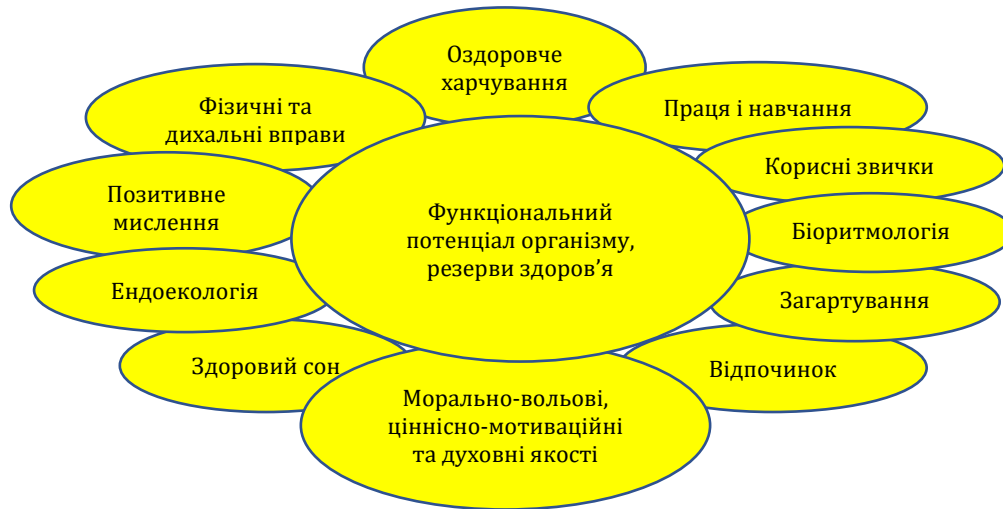 Оздоровче
харчування
Фізичні та
дихальні вправи
Праця і навчання
Корисні звички
Позитивне
мислення
Функціональний
потенціал організму,
резерви здоров’я
Біоритмологія
Ендоекологія
Загартування
Здоровий сон
Відпочинок
Морально-вольові,
ціннісно-мотиваційні
та духовні якості